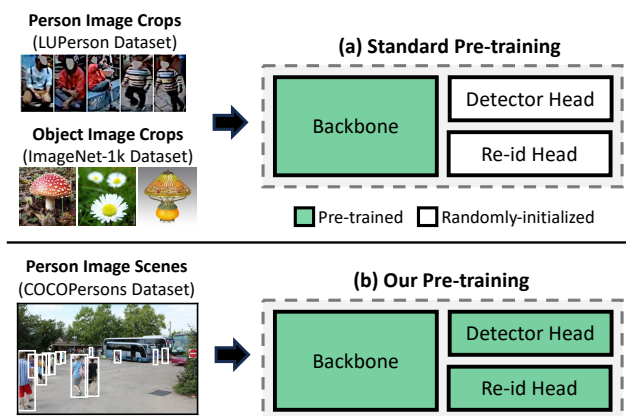 Person Image Crops
(LUPerson Dataset)
Object Image Crops
(ImageNet-1k Dataset)
(a) Standard Pre-training
Backbone
Detector Head
Re-id Head
Pre-trained
Randomly-initialized
Person Image Scenes
(COCOPersons Dataset)
(b) Our Pre-training
Backbone
Detector Head
Re-id Head